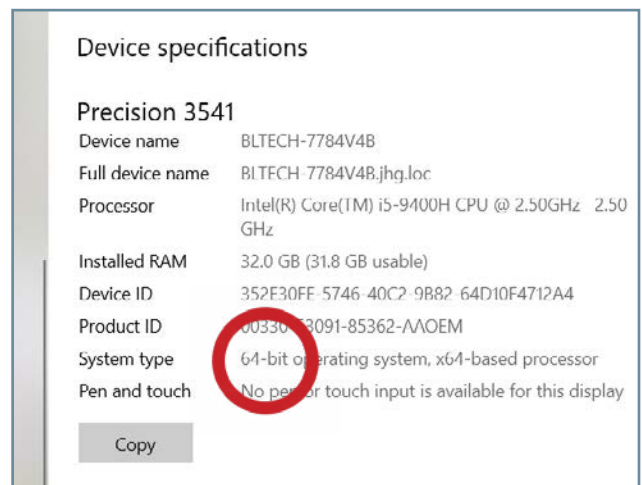 Device specifications
Precision 3541
Device name BLTECH-7784V4B
Full device name BLTECH-7784V4B.jhg.loc
Processor Intel(R) Core(TM) i5-9400H CPU @ 2.50GHz 2.50
GHz
Installed RAM 32.0 GB (31.8 GB usable)
Device ID 352E30FE-5746-40C2-9B82-64D10F4712A4
Product ID
System type 64-bit operating system, x64-based processor
Pen and touch No pen or touch input is available for this display
Copy